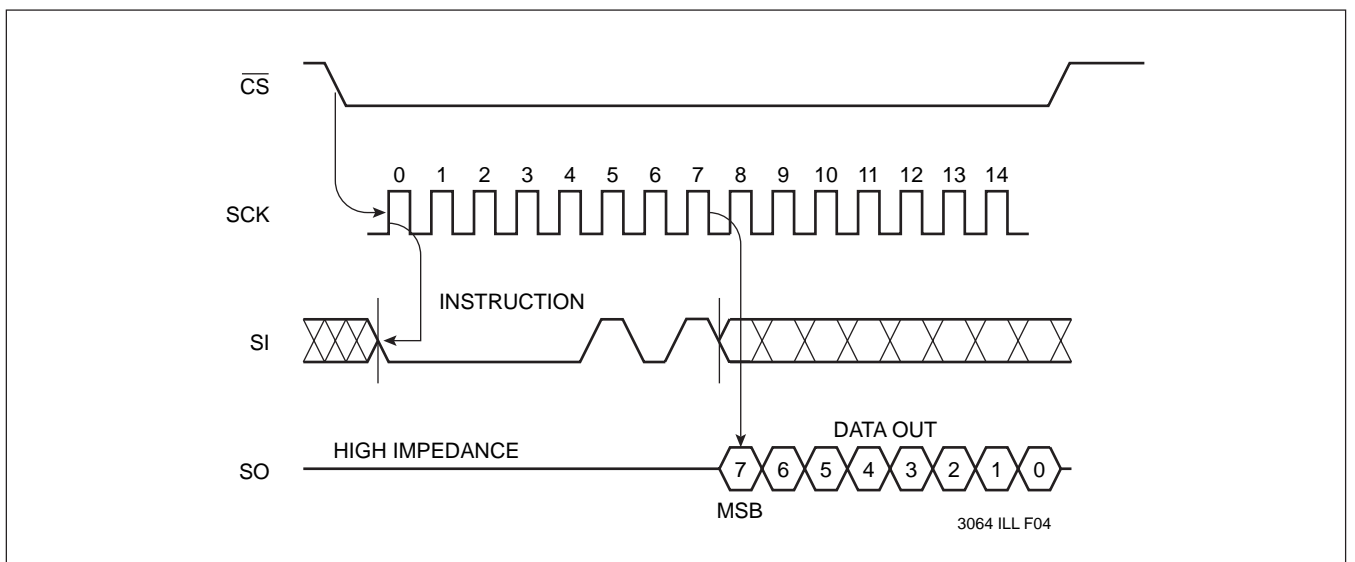 CS
0 1 2 3 4 5 6 7 8 9 10 11 12 13 14
SCK
INSTRUCTION
SI
DATA OUT
HIGH IMPEDANCE
SO
7 6 5 4 3 2 1 0
MSB
3064 ILL F04